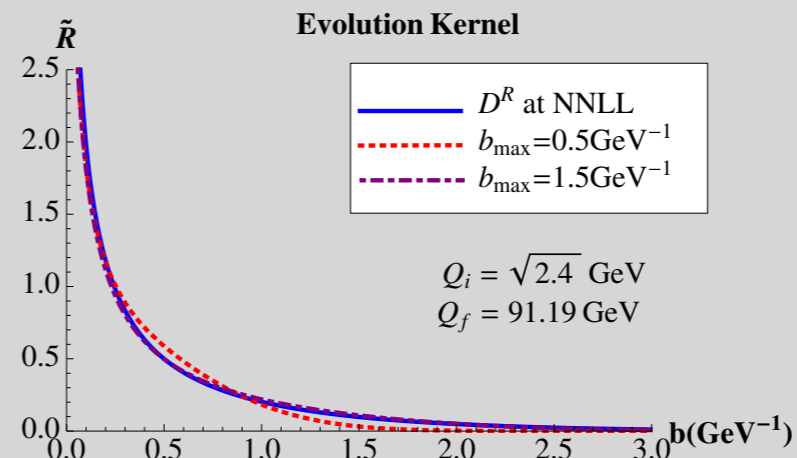 Evolution Kernel
R̃
2.5
2.0
1.5
1.0
0.5
0.0
D^R at NNLL
b_max=0.5GeV^−1
b_max=1.5GeV^−1
Q_i = √2.4 GeV
Q_f = 91.19 GeV
0.0 0.5 1.0 1.5 2.0 2.5 3.0 b(GeV^−1)